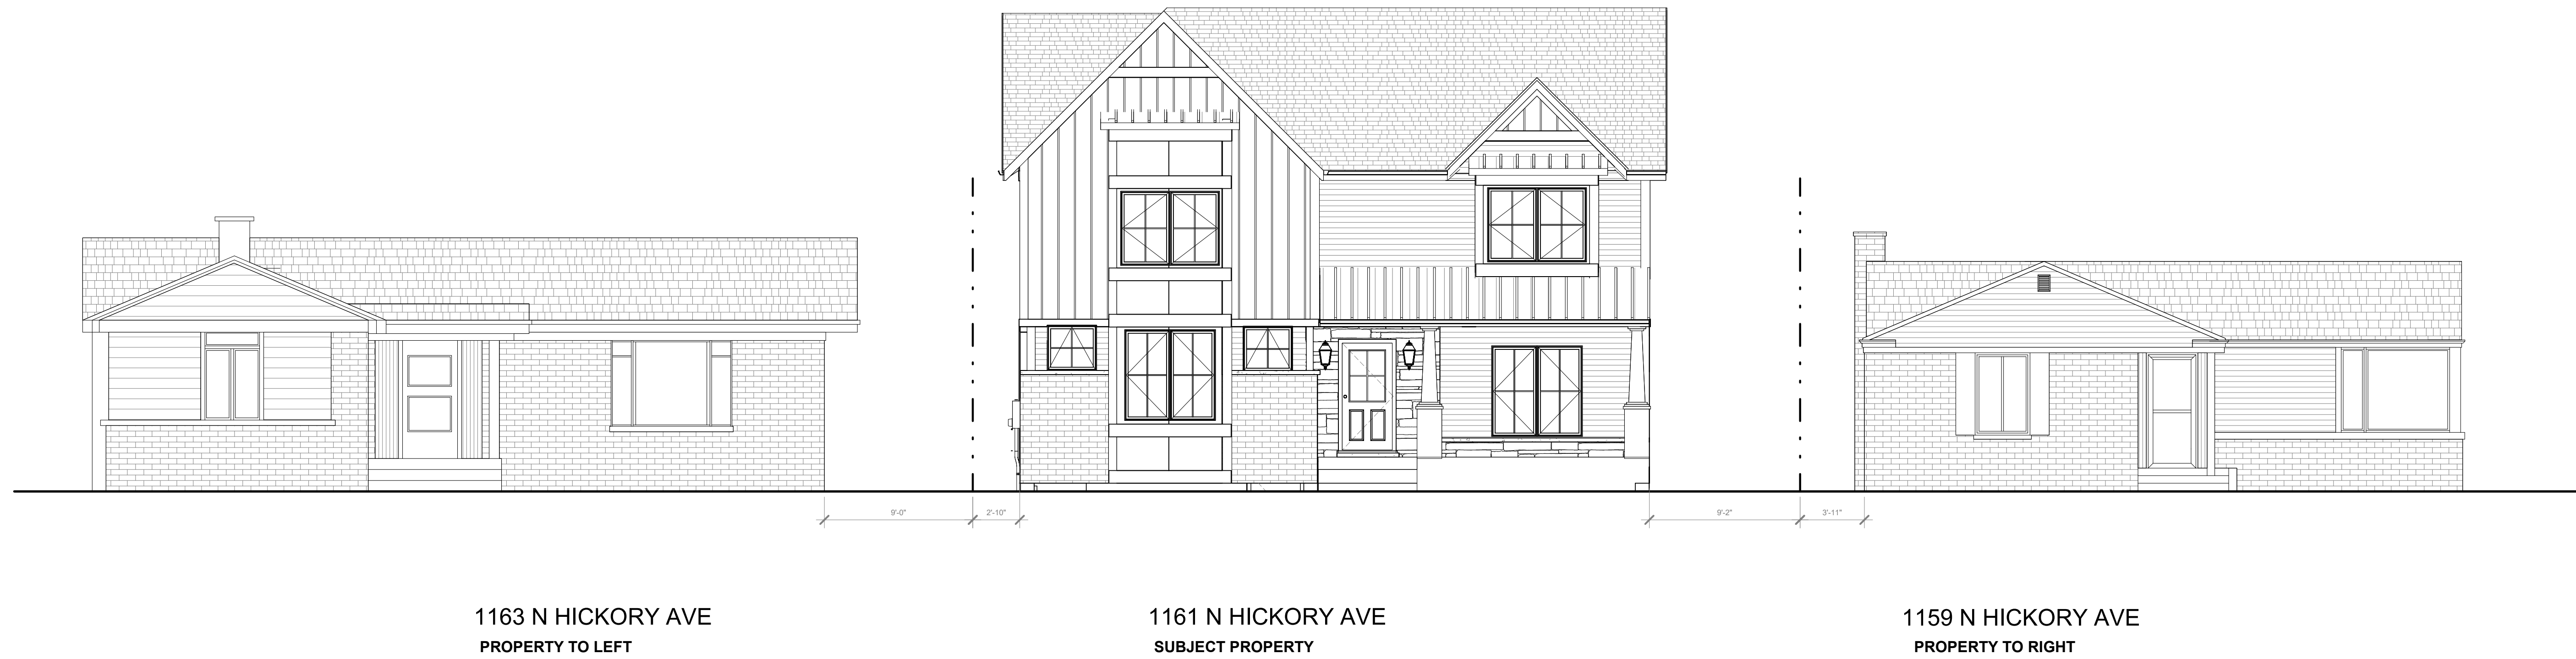 9'-0"
2'-10"
9'-2"
3'-11"
1163 N HICKORY AVE
PROPERTY TO LEFT
1161 N HICKORY AVE
SUBJECT PROPERTY
1159 N HICKORY AVE
PROPERTY TO RIGHT